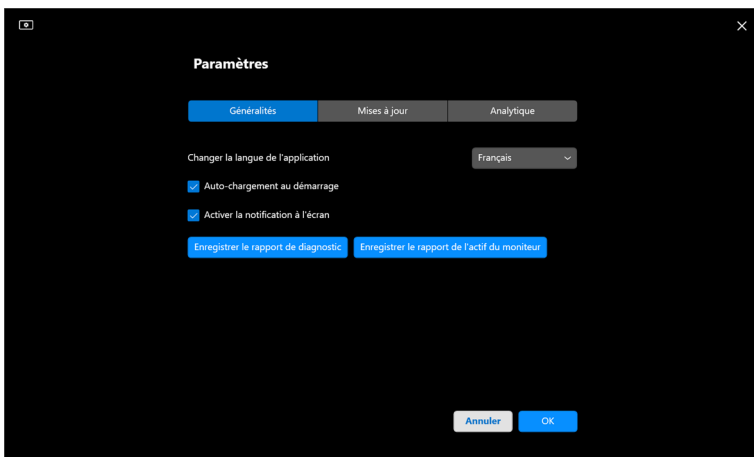 Paramètres
Généralités Mises à jour Analytique
Changer la langue de l'application Français
Auto-chargement au démarrage
Activer la notification à l'écran
Enregistrer le rapport de diagnostic Enregistrer le rapport de l'actif du moniteur
Annuler OK